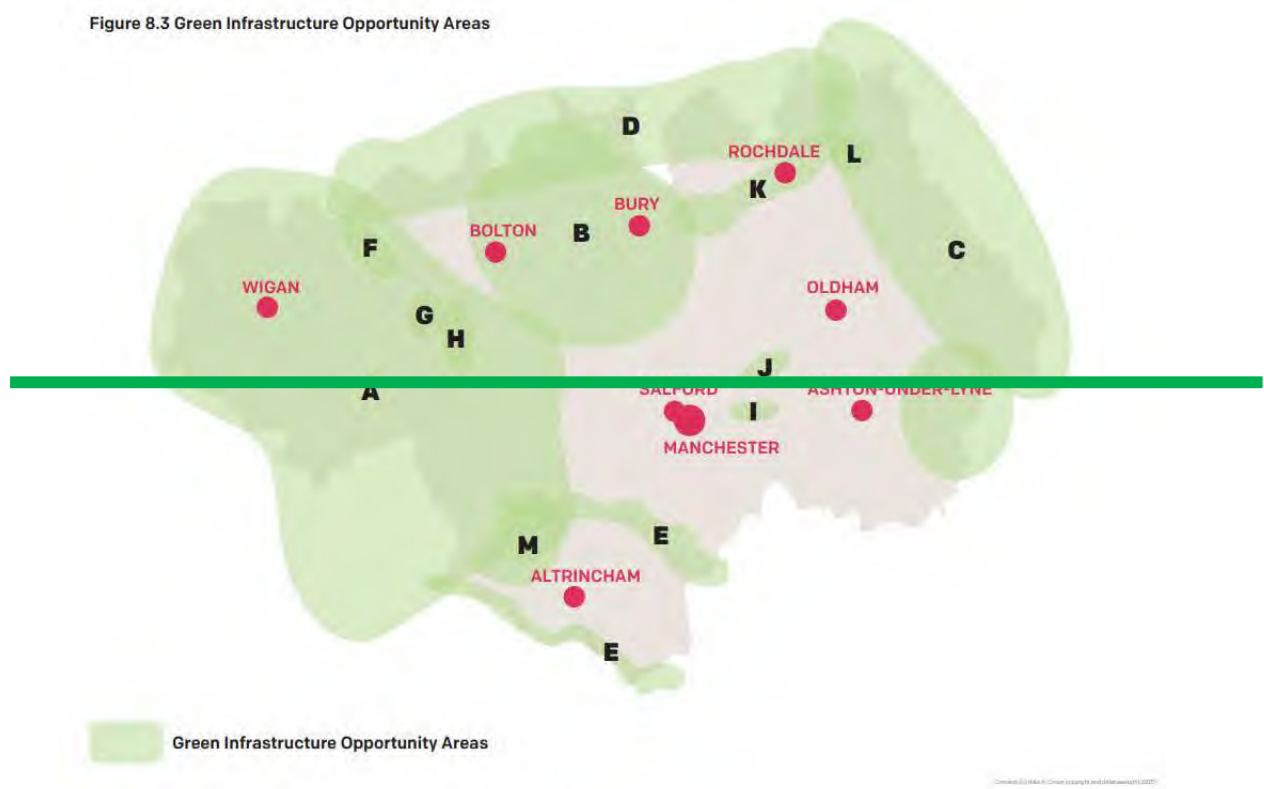 Figure 8.3 Green Infrastructure Opportunity Areas
D
ROCHDALE
L
K
BURY
BOLTON
B
F
C
WIGAN
OLDHAM
G
H
J
A
SALFORD
ASHTON-UNDER-LYNE
I
MANCHESTER
E
M
ALTRINCHAM
E
Green Infrastructure Opportunity Areas